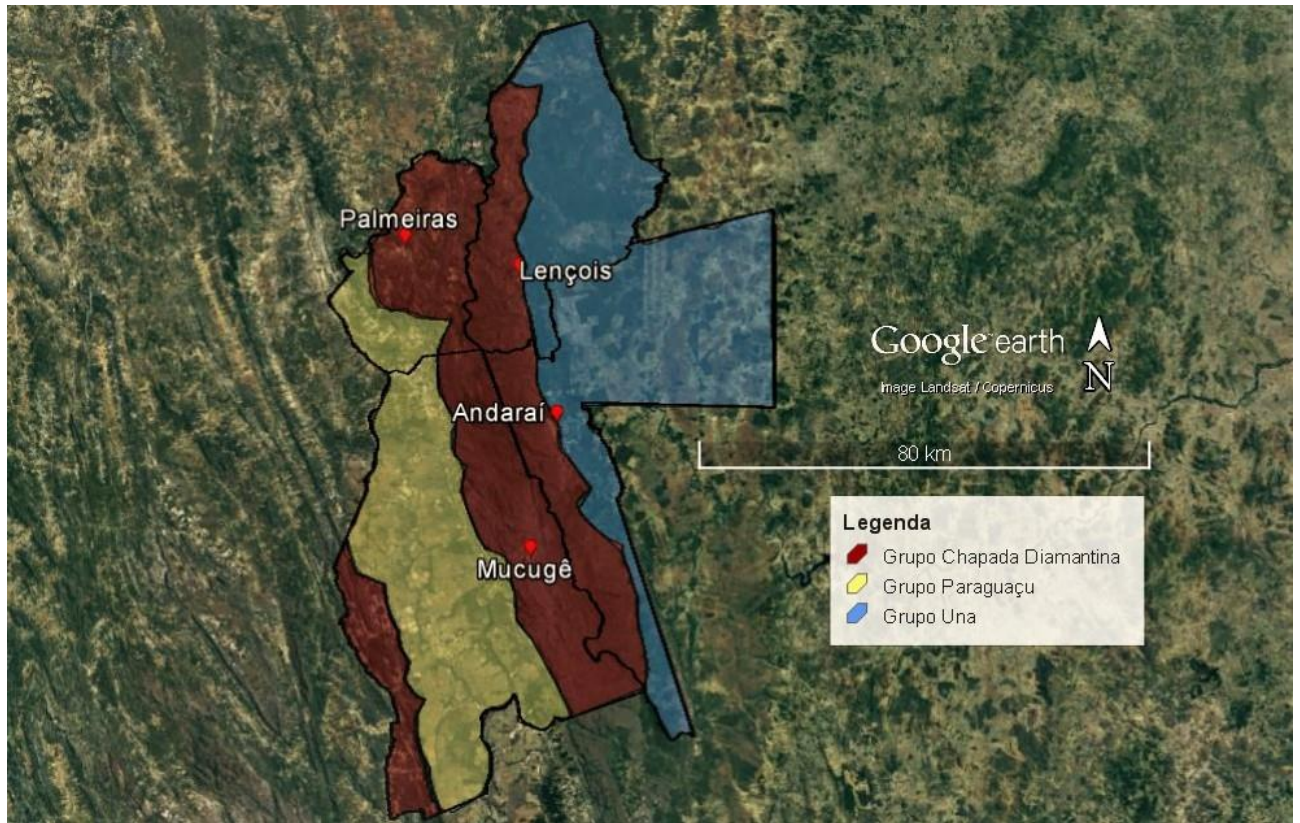 Palmeiras
Lençois
Google earth
N
Image Landsat / Copernicus
Andaraí
80 km
Mucugê
Legenda
Grupo Chapada Diamantina
Grupo Paraguaçu
Grupo Una